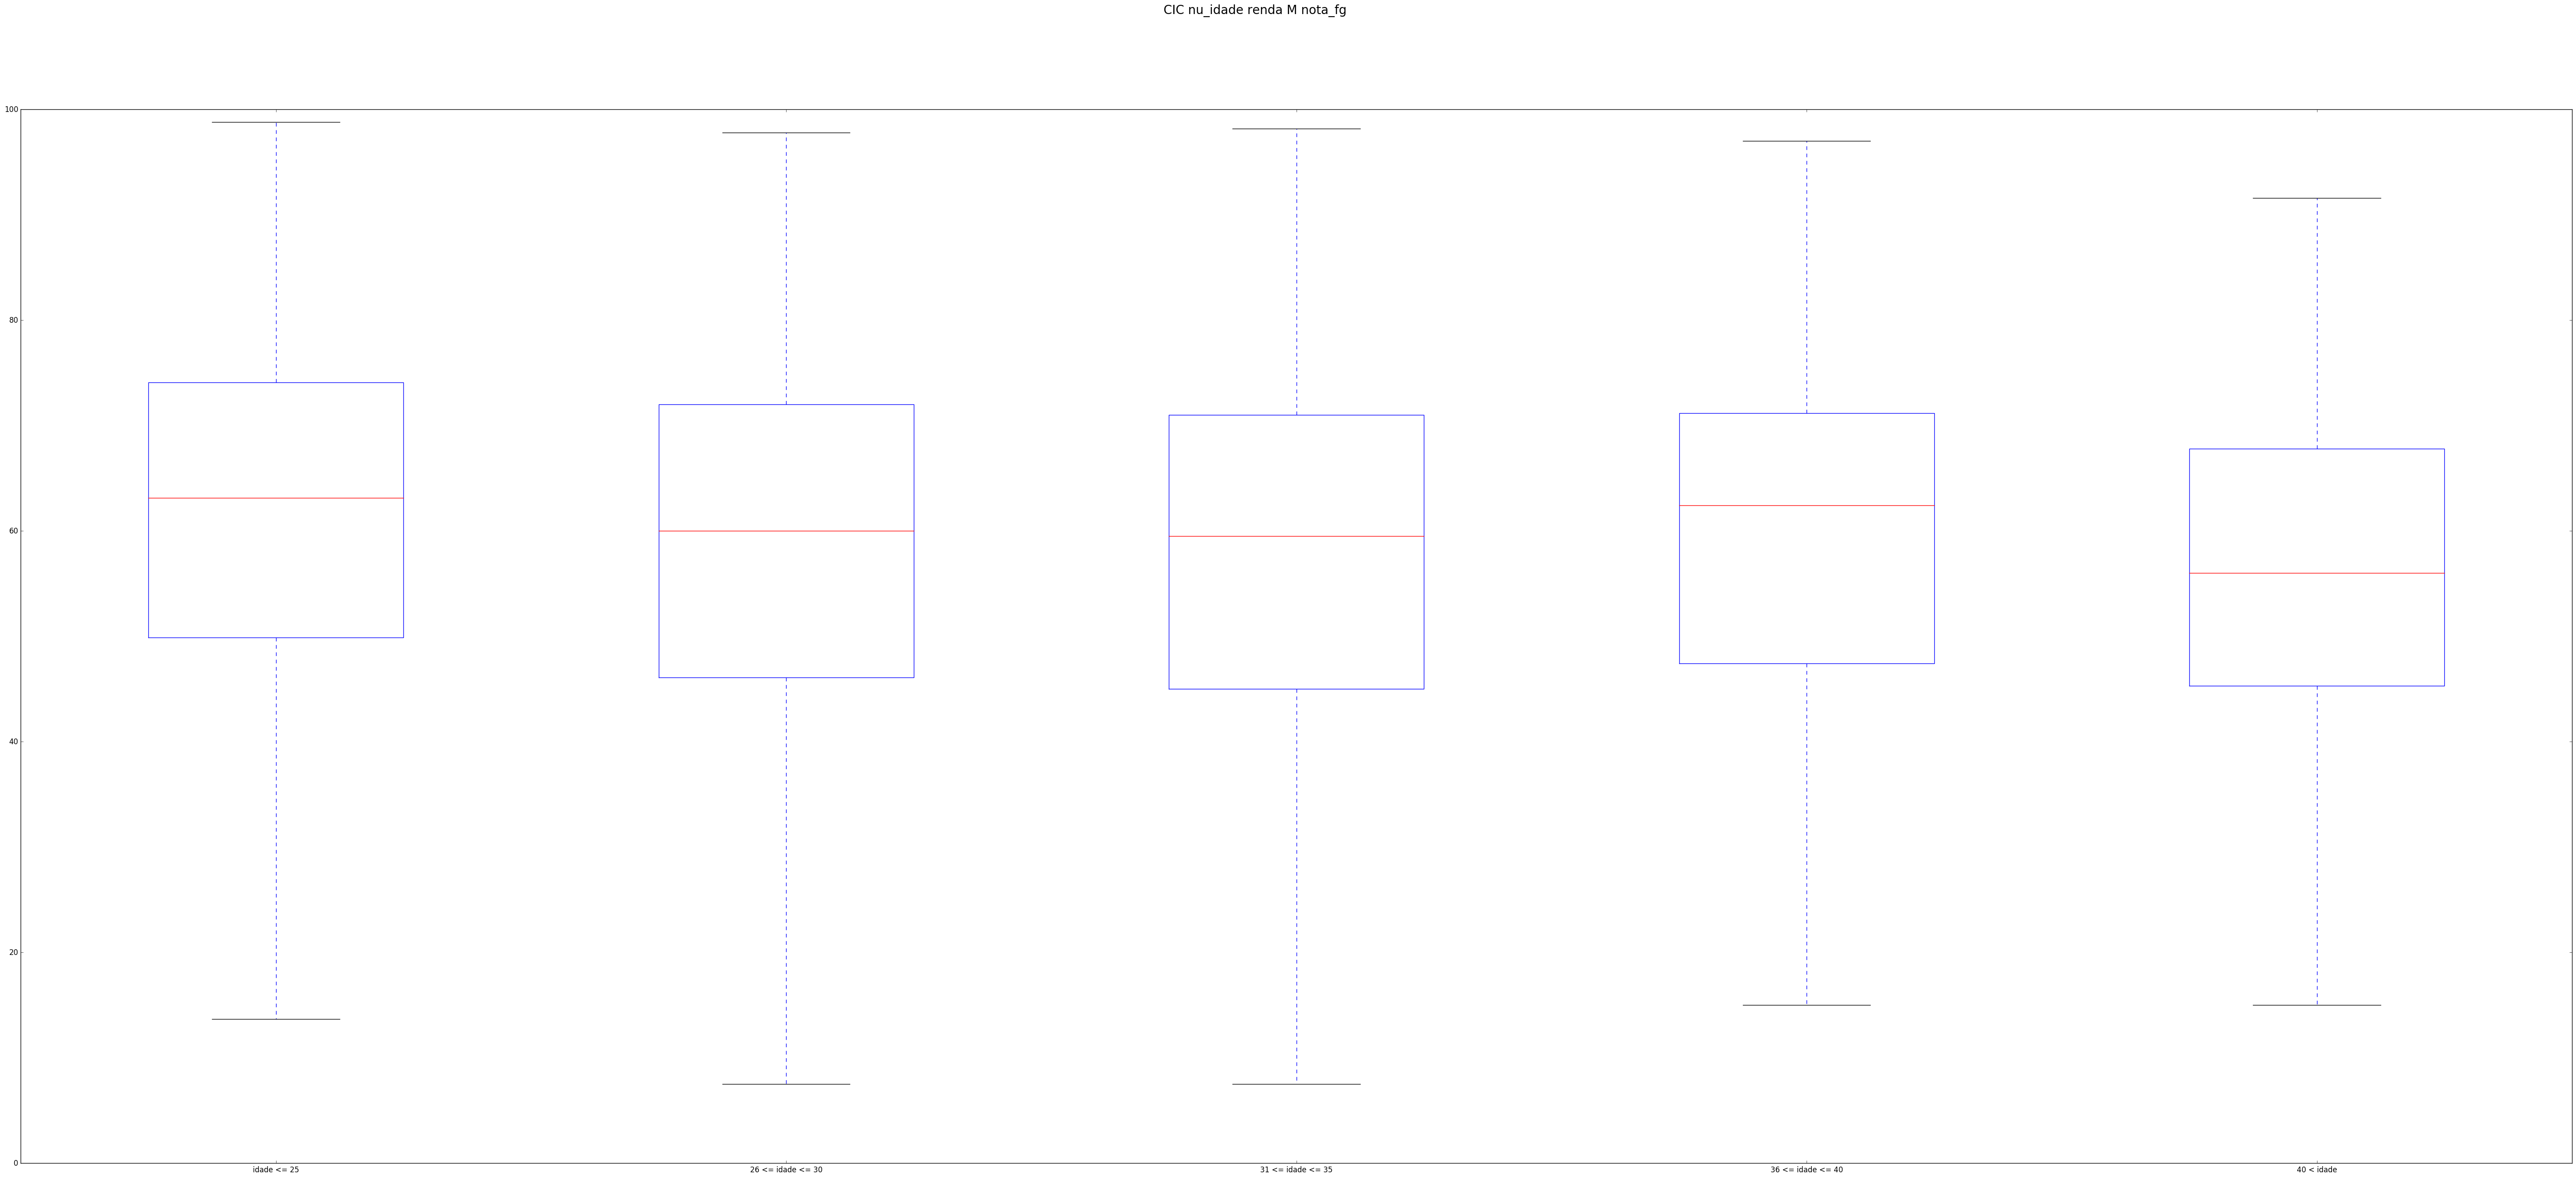 CIC nu_idade renda M nota_fg
100
80
60
40
20
0
idade <= 25
26 <= idade <= 30
31 <= idade <= 35
36 <= idade <= 40
40 < idade